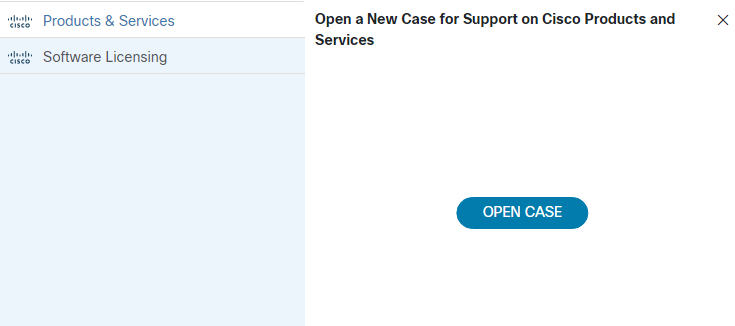 CISCO Products & Services
CISCO Software Licensing
Open a New Case for Support on Cisco Products and
Services
OPEN CASE